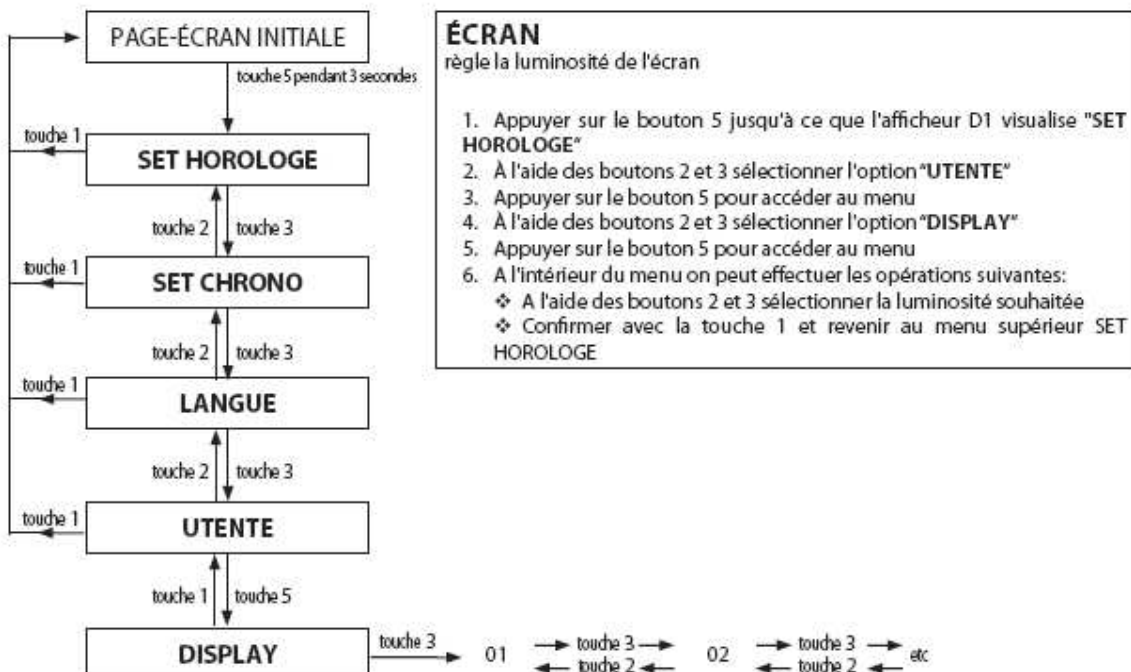 PAGE-ÉCRAN INITIALE
touche 5 pendant 3 secondes
touche 1
SET HOROLOGE
touche 2
touche 3
touche 1
SET CHRONO
touche 2
touche 3
touche 1
LANGUE
touche 2
touche 3
touche 1
UTENTE
touche 1
touche 5
DISPLAY
touche 3
01
touche 3
touche 2
02
touche 3
touche 2
etc
ÉCRAN
règle la luminosité de l'écran
1. Appuyer sur le bouton 5 jusqu'à ce que l'afficheur D1 visualise "SET
HOROLOGE"
2. À l'aide des boutons 2 et 3 sélectionner l'option "UTENTE"
3. Appuyer sur le bouton 5 pour accéder au menu
4. À l'aide des boutons 2 et 3 sélectionner l'option "DISPLAY"
5. Appuyer sur le bouton 5 pour accéder au menu
6. A l'intérieur du menu on peut effectuer les opérations suivantes:
❖ A l'aide des boutons 2 et 3 sélectionner la luminosité souhaitée
❖ Confirmer avec la touche 1 et revenir au menu supérieur SET
HOROLOGE